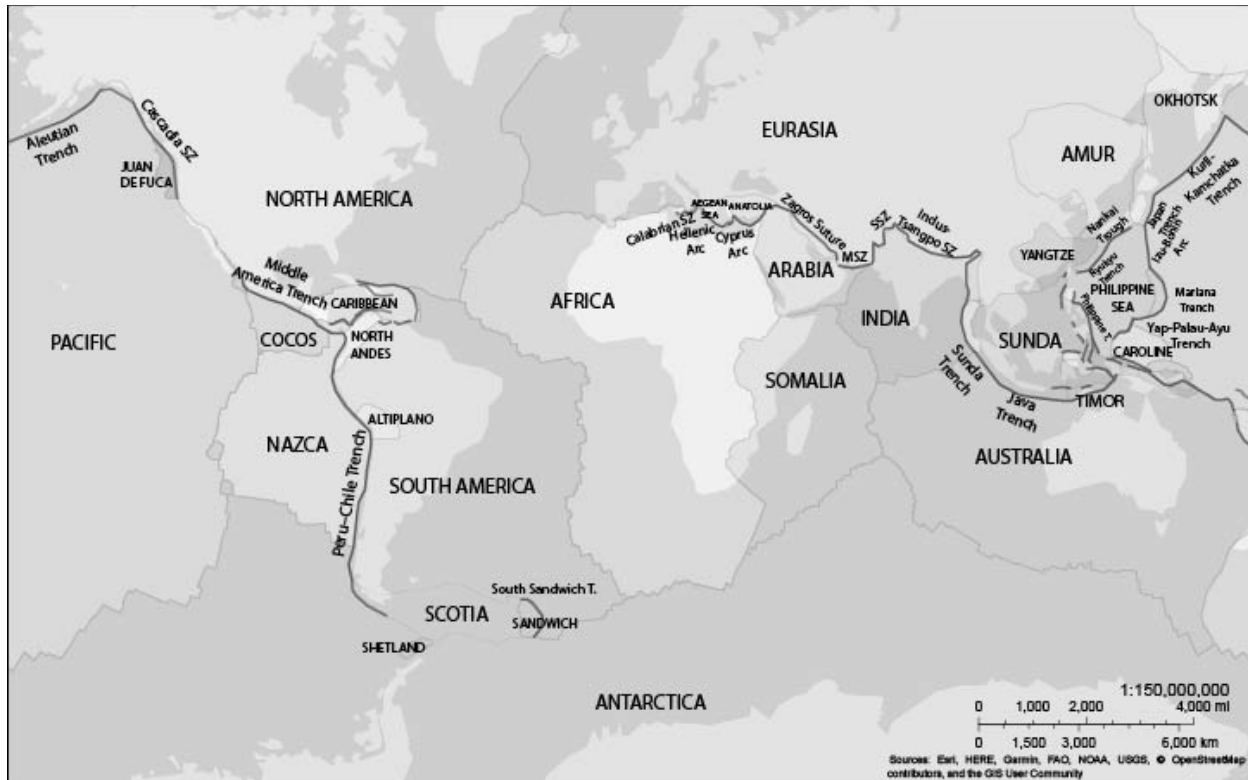 OKHOTSK
EURASIA
AMUR
Aleutian
Trench
Cascadia SZ
JUAN
DE FUCA
NORTH AMERICA
Kuril-
Kamchatka
Trench
Calabrian SZ
AEGEAN
SEA
ANATOLIA
Hellenic
Arc
Cyprus
Arc
Zagros Suture
MSZ
SSZ
Indus-
Tsangpo SZ
Nankai
Trough
Japan
Trench
Izu-Bonin
Arc
YANGTZE
Ryukyu
Trench
Middle
America Trench
CARIBBEAN
AFRICA
ARABIA
INDIA
PHILIPPINE
SEA
Philippine T.
Mariana
Trench
PACIFIC
COCOS
NORTH
ANDES
SUNDA
Yap-Palau-Ayu
Trench
CAROLINE
SOMALIA
Sunda
Trench
Java
Trench
TIMOR
NAZCA
ALTIPLANO
Peru–Chile Trench
SOUTH AMERICA
AUSTRALIA
South Sandwich T.
SCOTIA
SANDWICH
SHETLAND
ANTARCTICA
1:150,000,000
0 1,000 2,000 4,000 mi
0 1,500 3,000 6,000 km
Sources: Esri, HERE, Garmin, FAO, NOAA, USGS, © OpenStreetMap
contributors, and the GIS User Community